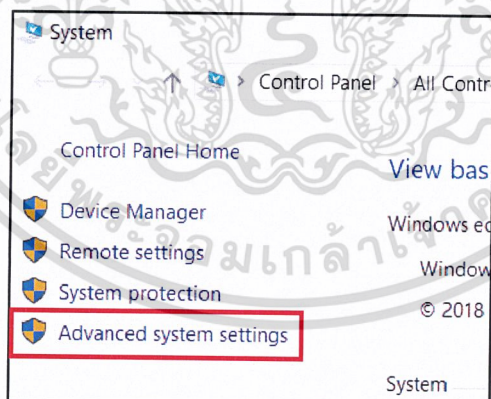 System
Control Panel > All Contr
Control Panel Home
View bas
Device Manager
Windows ed
Remote settings
Window
System protection
© 2018
Advanced system settings
System